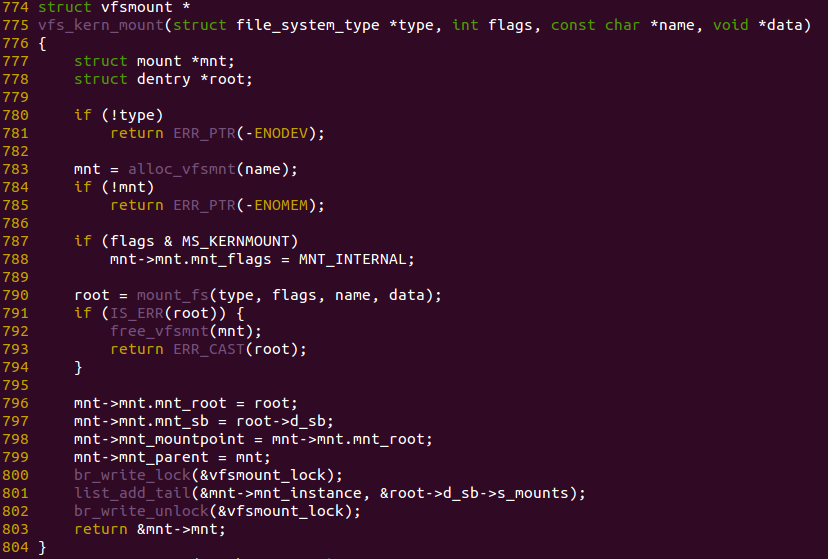 774 struct vfsmount *
775 vfs_kern_mount(struct file_system_type *type, int flags, const char *name, void *data)
776 {
777     struct mount *mnt;
778     struct dentry *root;
779
780     if (!type)
781         return ERR_PTR(-ENODEV);
782
783     mnt = alloc_vfsmnt(name);
784     if (!mnt)
785         return ERR_PTR(-ENOMEM);
786
787     if (flags & MS_KERNMOUNT)
788         mnt->mnt.mnt_flags = MNT_INTERNAL;
789
790     root = mount_fs(type, flags, name, data);
791     if (IS_ERR(root)) {
792         free_vfsmnt(mnt);
793         return ERR_CAST(root);
794     }
795
796     mnt->mnt.mnt_root = root;
797     mnt->mnt.mnt_sb = root->d_sb;
798     mnt->mnt_mountpoint = mnt->mnt.mnt_root;
799     mnt->mnt_parent = mnt;
800     br_write_lock(&vfsmount_lock);
801     list_add_tail(&mnt->mnt_instance, &root->d_sb->s_mounts);
802     br_write_unlock(&vfsmount_lock);
803     return &mnt->mnt;
804 }